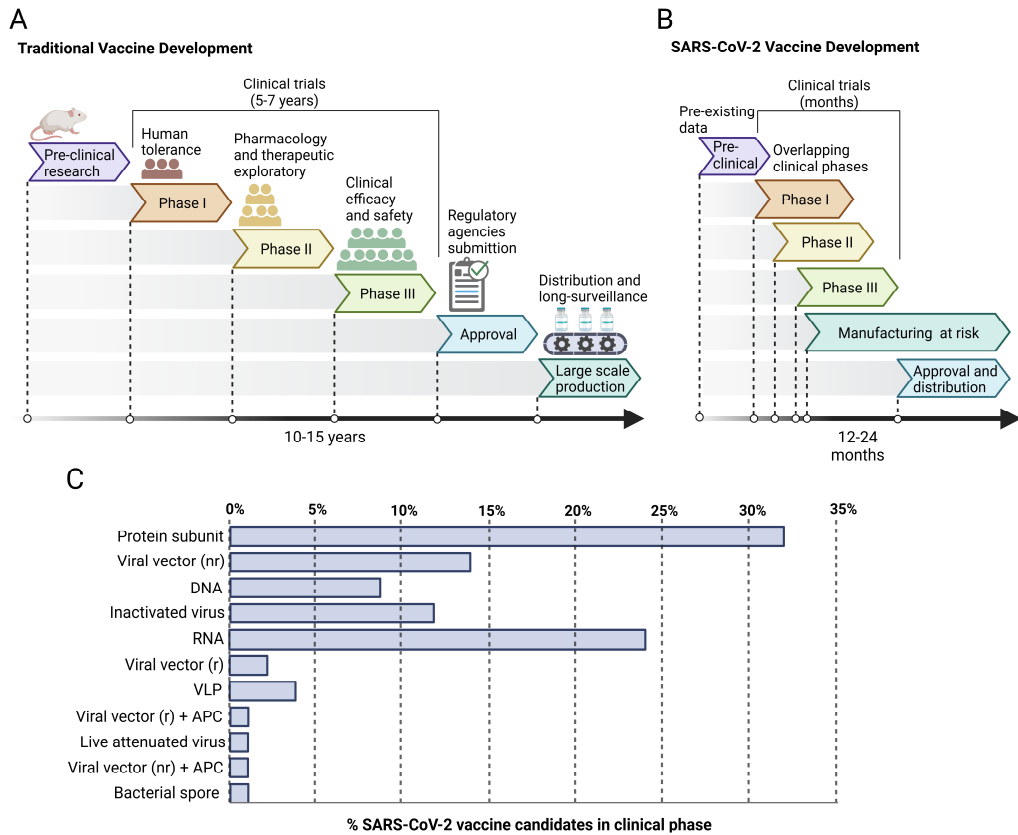 A
Traditional Vaccine Development
Clinical trials
(5-7 years)
Pre-clinical
research
Human
tolerance
Phase I
Pharmacology
and therapeutic
exploratory
Phase II
Clinical
efficacy
and safety
Phase III
Regulatory
agencies
submittion
Approval
Distribution and
long-surveillance
Large scale
production
10-15 years
B
SARS-CoV-2 Vaccine Development
Clinical trials
(months)
Pre-existing
data
Pre-
clinical
Overlapping
clinical phases
Phase I
Phase II
Phase III
Manufacturing at risk
Approval and
distribution
12-24
months
C
0% 5% 10% 15% 20% 25% 30% 35%
Protein subunit
Viral vector (nr)
DNA
Inactivated virus
RNA
Viral vector (r)
VLP
Viral vector (r) + APC
Live attenuated virus
Viral vector (nr) + APC
Bacterial spore
% SARS-CoV-2 vaccine candidates in clinical phase